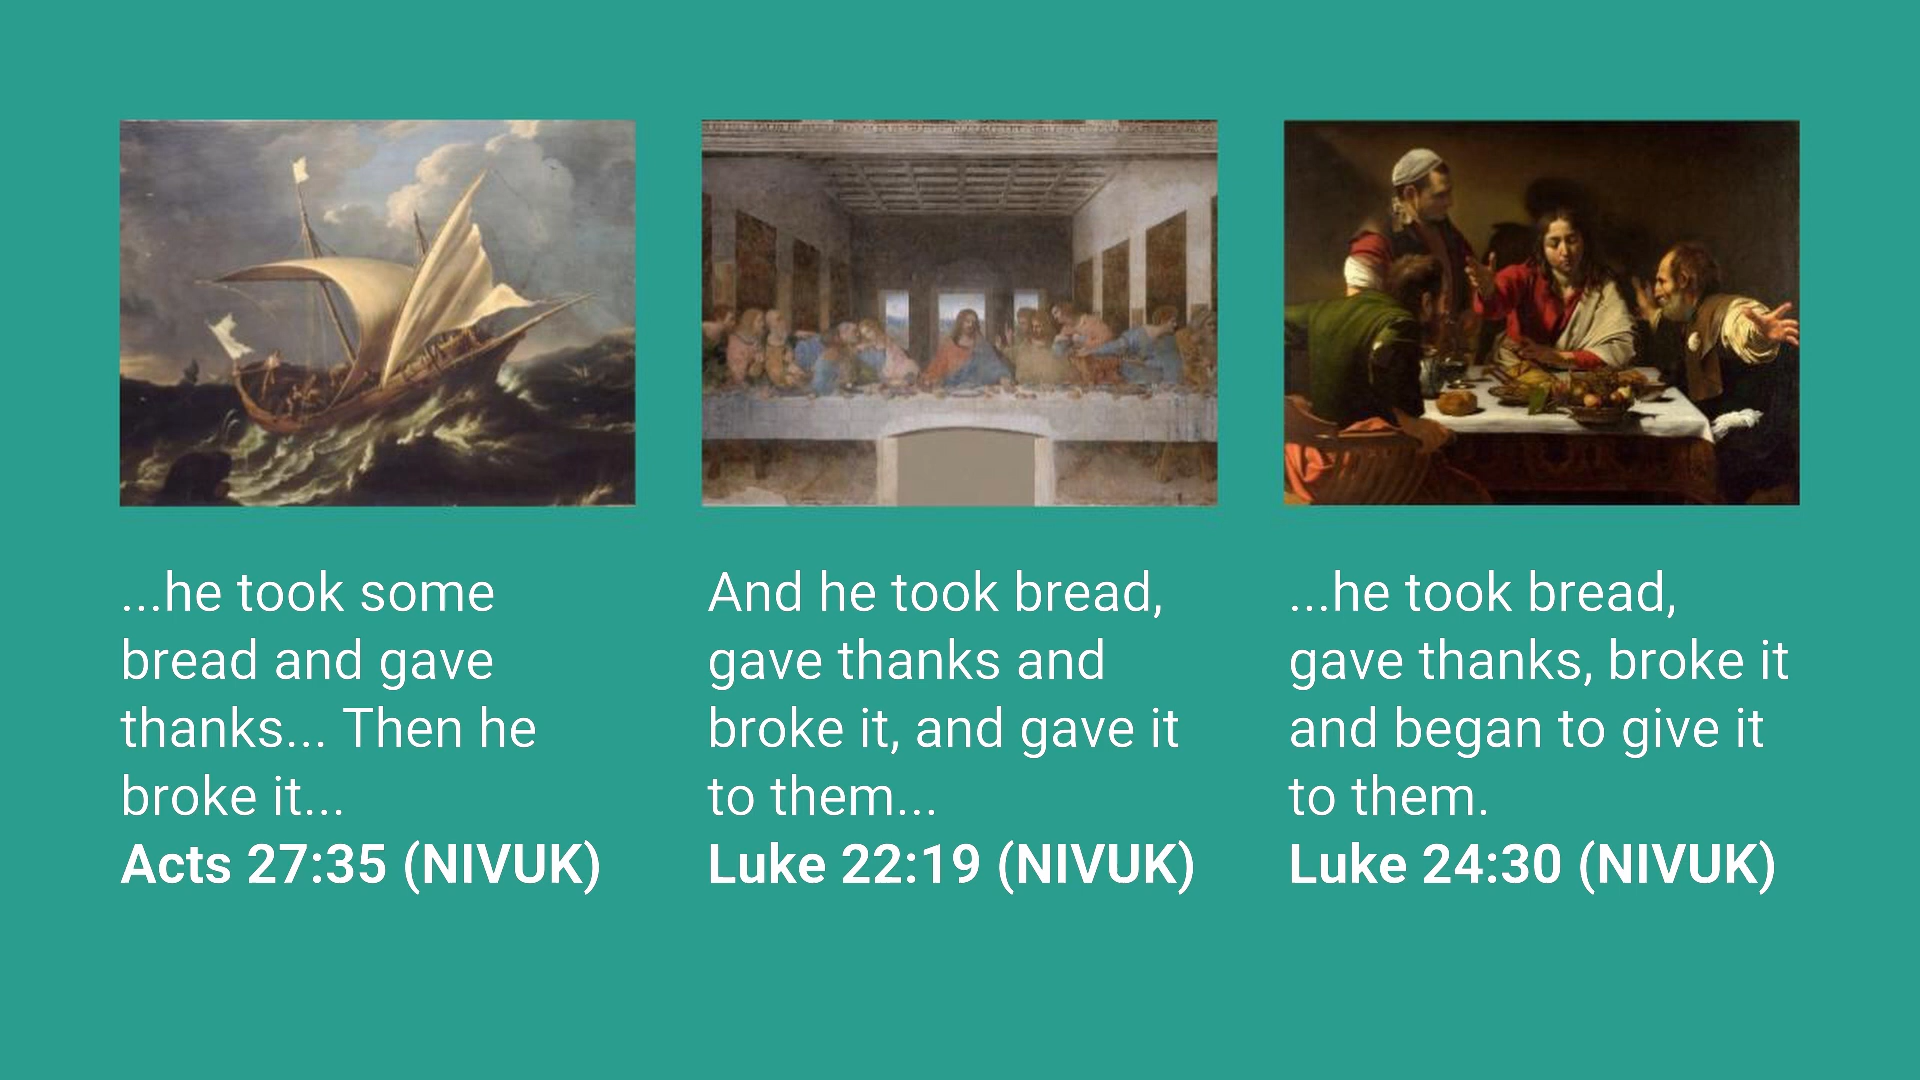 ...he took some
bread and gave
thanks... Then he
broke it...
Acts 27:35 (NIVUK)
And he took bread,
gave thanks and
broke it, and gave it
to them...
Luke 22:19 (NIVUK)
...he took bread,
gave thanks, broke it
and began to give it
to them.
Luke 24:30 (NIVUK)